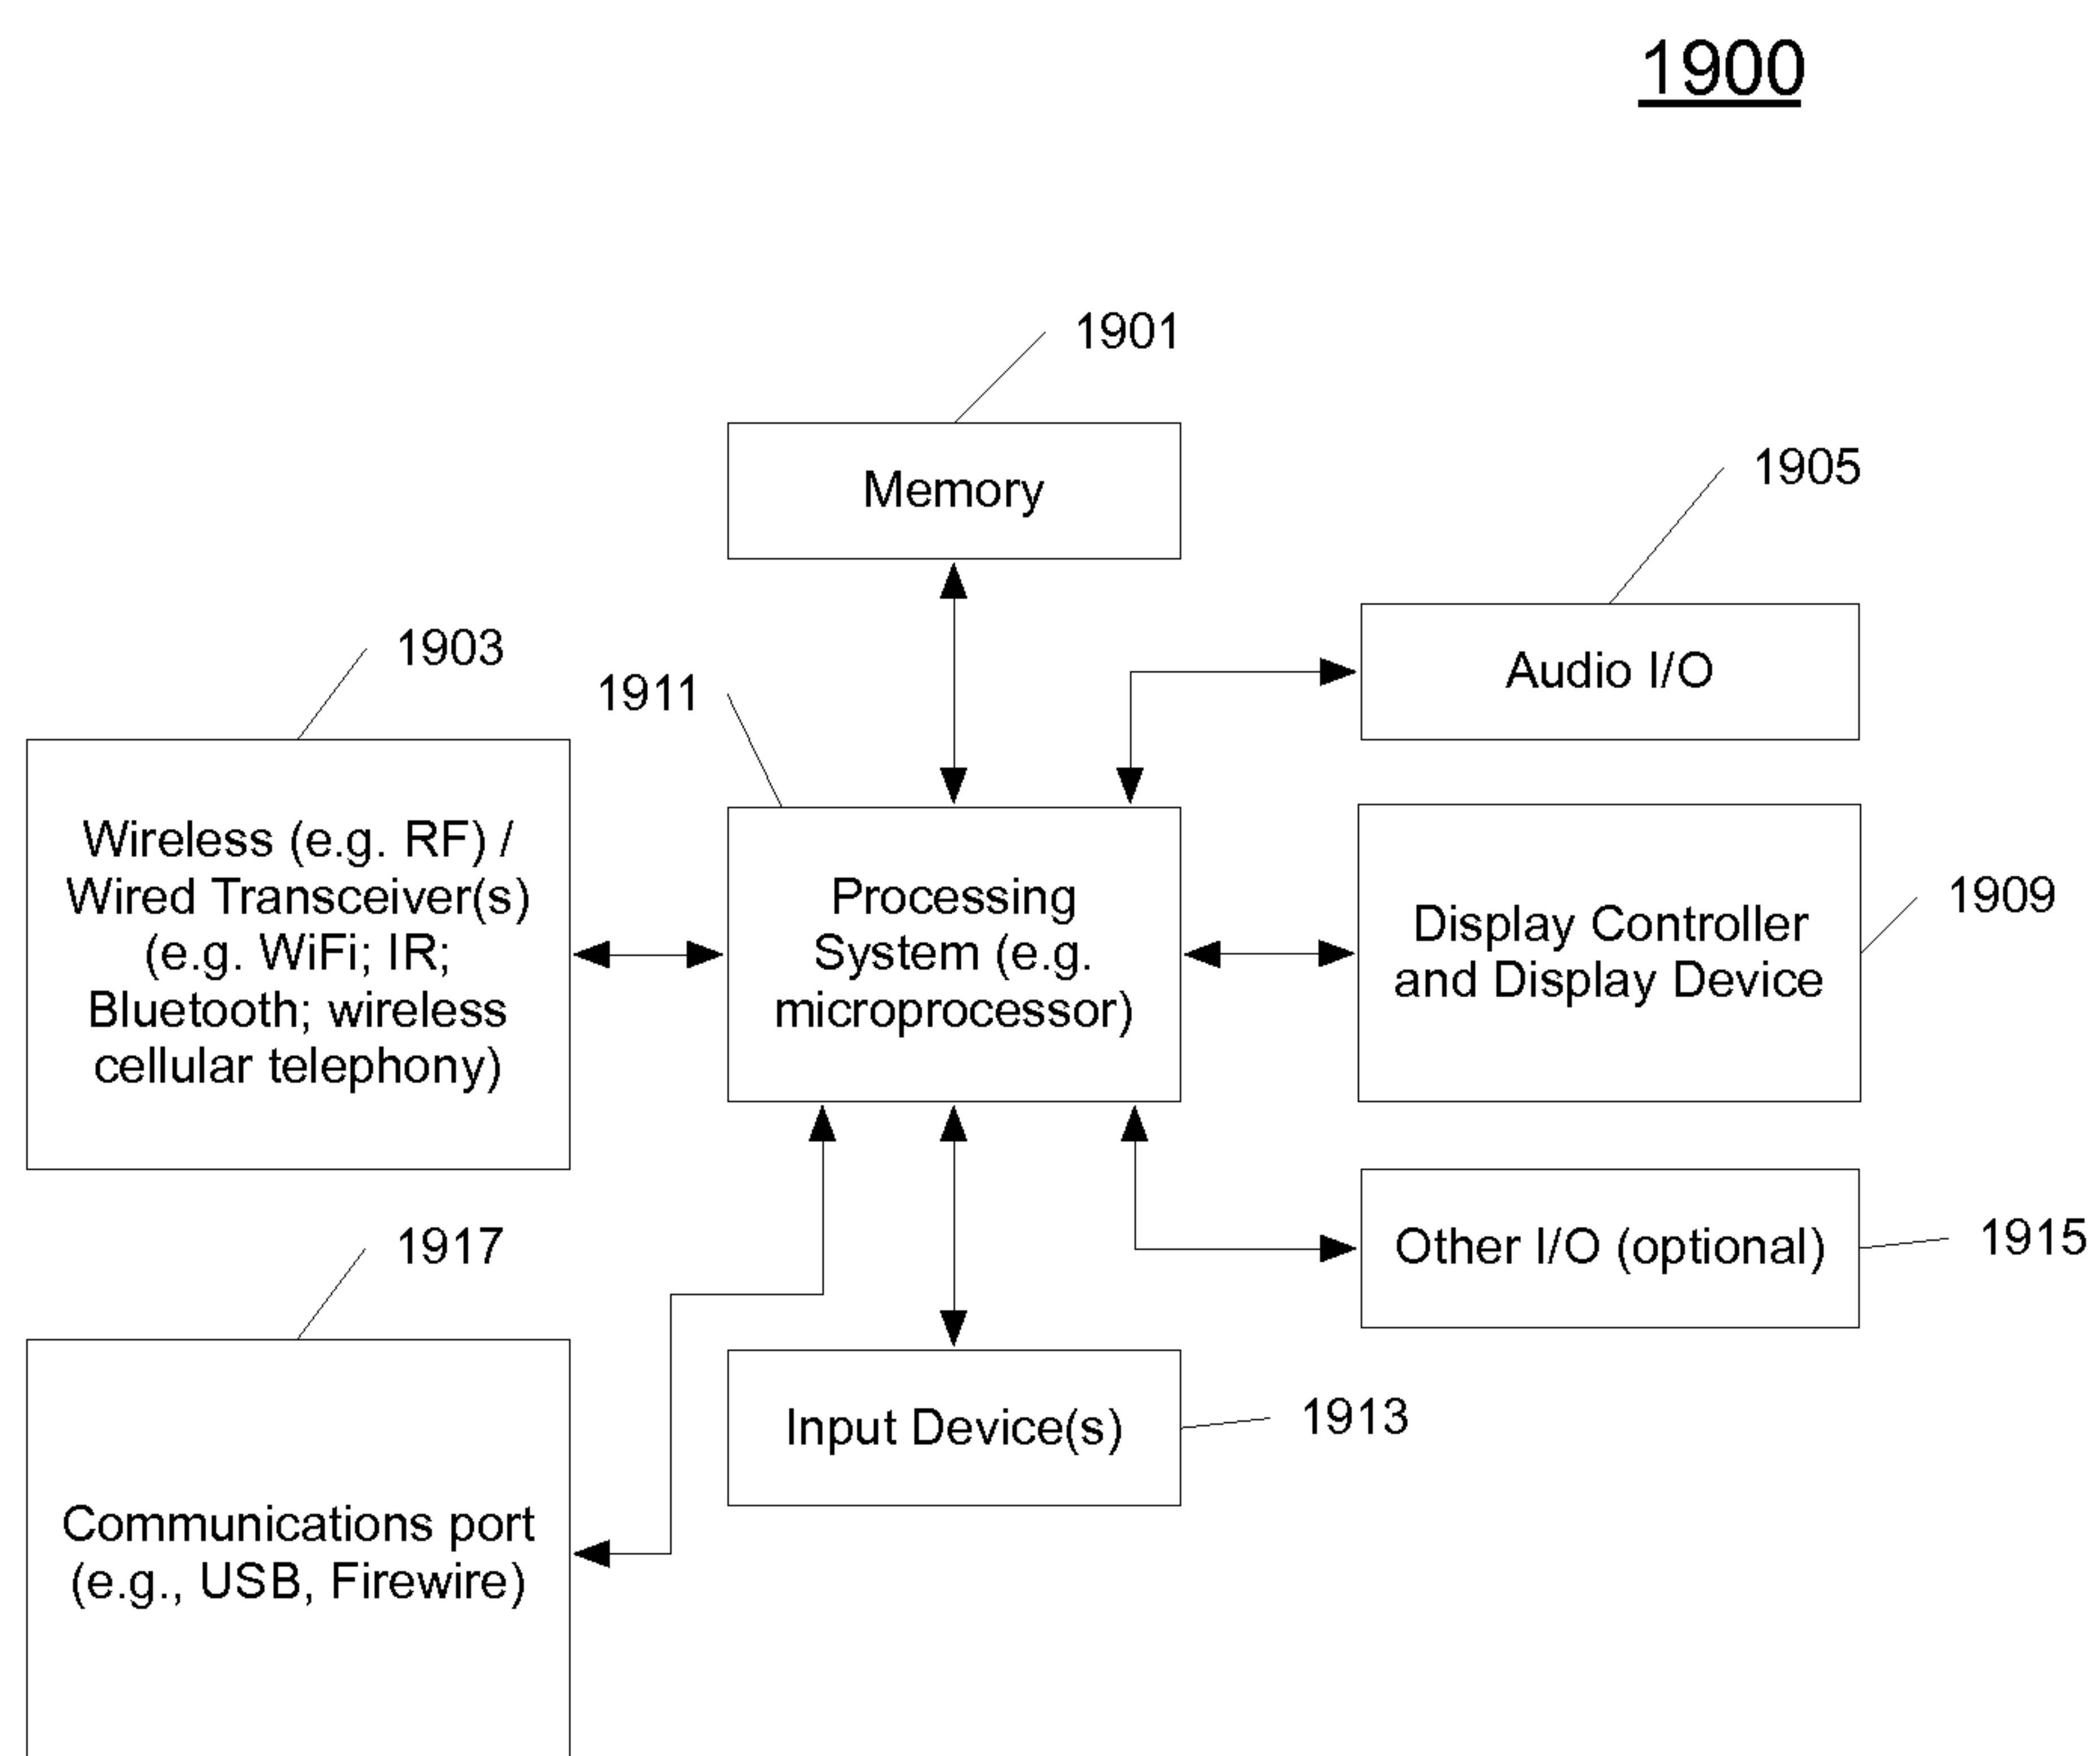 1900
1901
Memory
1905
Audio I/O
1903
1911
Wireless (e.g. RF) /
Wired Transceiver(s)
(e.g. WiFi; IR;
Bluetooth; wireless
cellular telephony)
Processing
System (e.g.
microprocessor)
Display Controller
and Display Device
1909
1917
Other I/O (optional)
1915
Input Device(s)
1913
Communications port
(e.g., USB, Firewire)